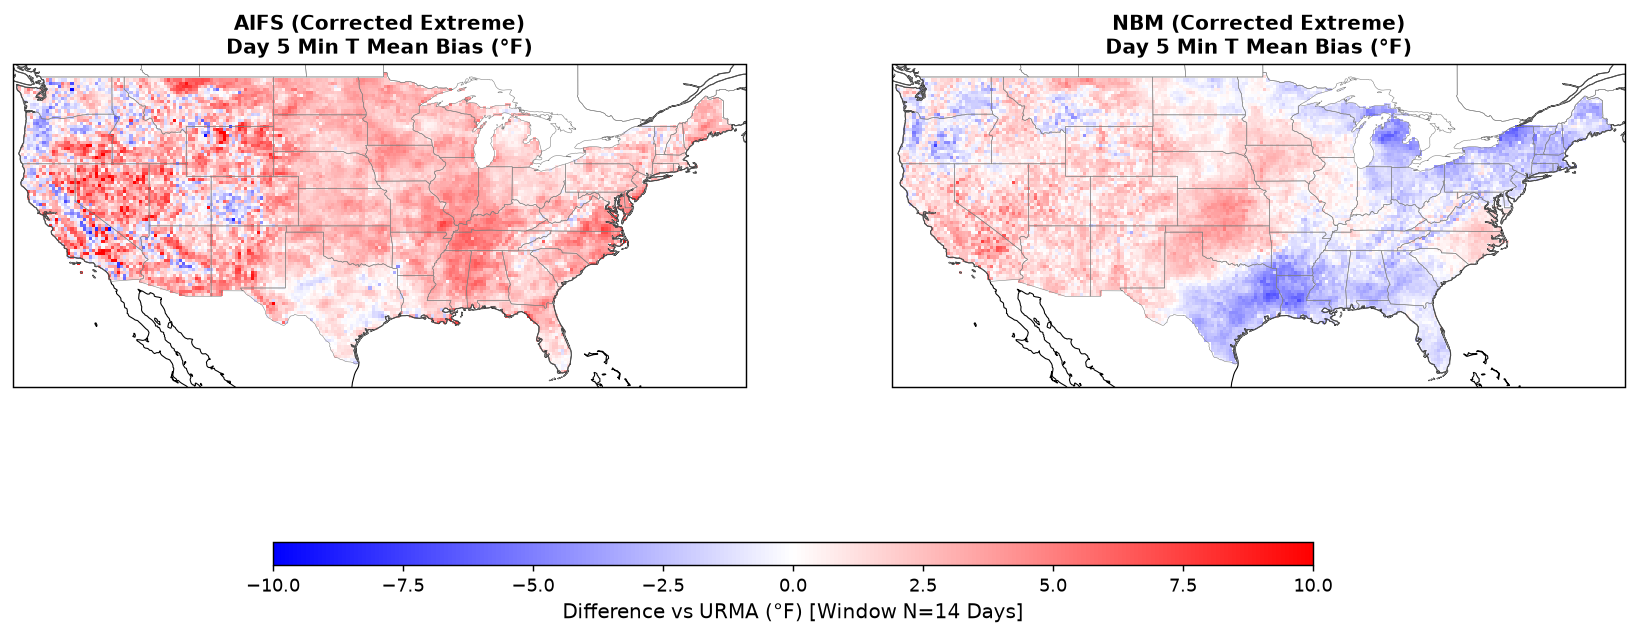 AIFS (Corrected Extreme)
Day 5 Min T Mean Bias (°F)
NBM (Corrected Extreme)
Day 5 Min T Mean Bias (°F)
−10.0 −7.5 −5.0 −2.5 0.0 2.5 5.0 7.5 10.0
Difference vs URMA (°F) [Window N=14 Days]